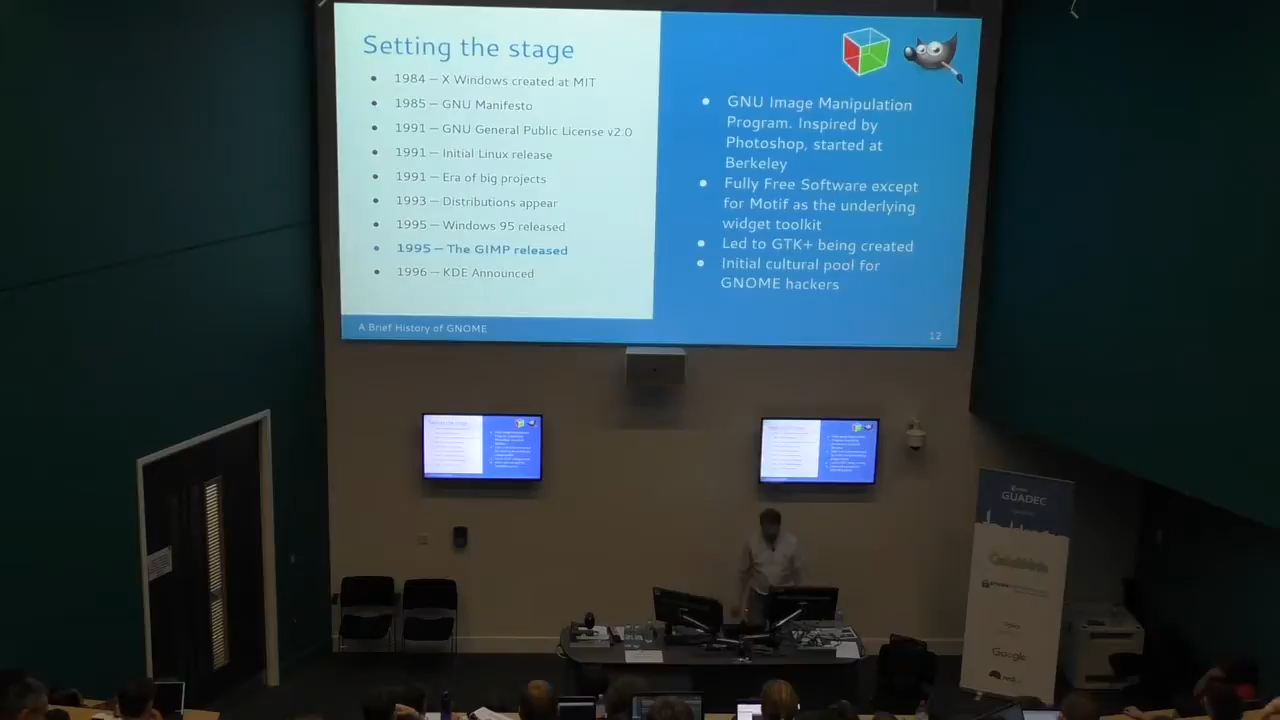 Setting the stage
1984 – X Windows created at MIT
1985 – GNU Manifesto
1991 – GNU General Public License v2.0
1991 – Initial Linux release
1991 – Era of big projects
1993 – Distributions appear
1995 – Windows 95 released
1995 – The GIMP released
1996 – KDE Announced
GNU Image Manipulation
Program. Inspired by
Photoshop, started at
Berkeley
Fully Free Software except
for Motif as the underlying
widget toolkit
Led to GTK+ being created
Initial cultural pool for
GNOME hackers
A Brief History of GNOME
12
GUADEC
Google